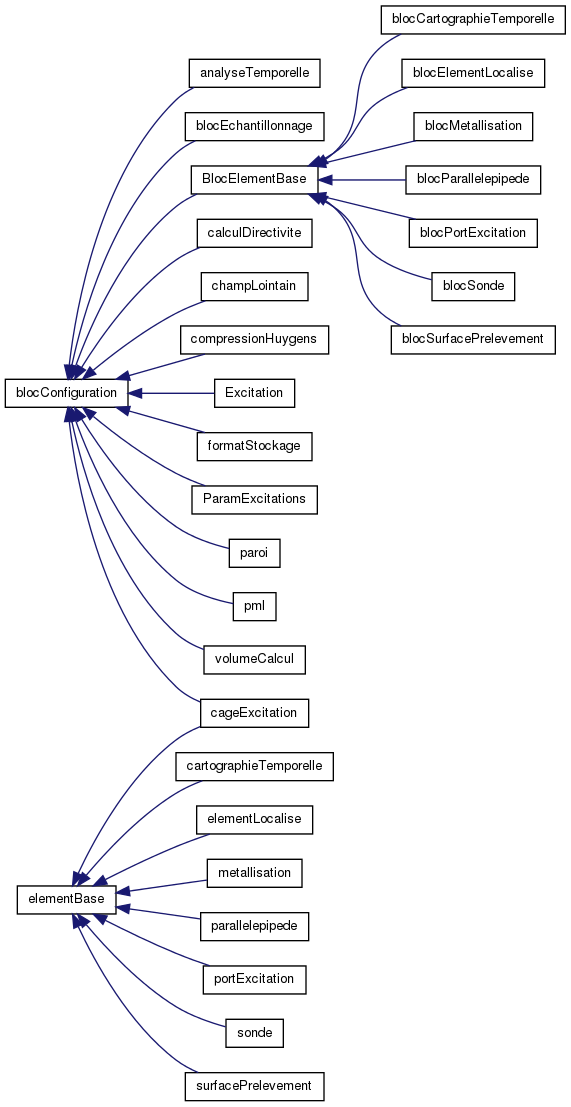 blocCartographieTemporelle
analyseTemporelle
blocElementLocalise
blocEchantillonnage
blocMetallisation
BlocElementBase
blocParallelepipede
calculDirectivite
blocPortExcitation
champLointain
blocSonde
compressionHuygens
blocSurfacePrelevement
blocConfiguration
Excitation
formatStockage
ParamExcitations
paroi
pml
volumeCalcul
cageExcitation
cartographieTemporelle
elementLocalise
metallisation
elementBase
parallelepipede
portExcitation
sonde
surfacePrelevement